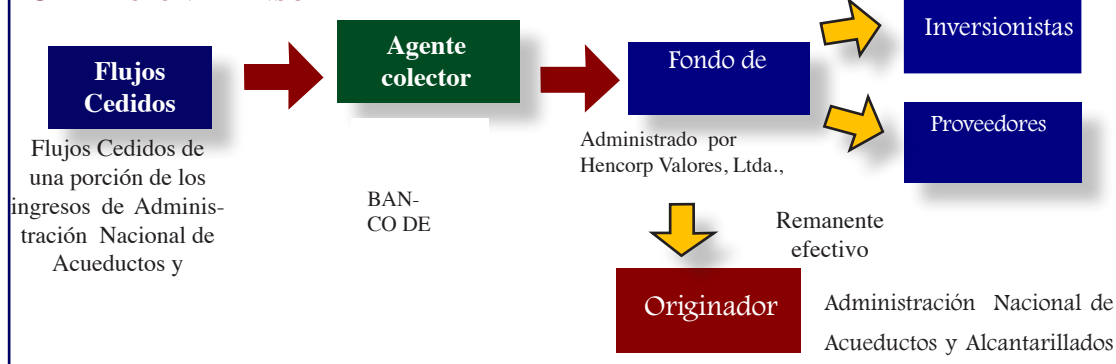 Flujos
Cedidos
Flujos Cedidos de
una porción de los
ingresos de Adminis-
tración Nacional de
Acueductos y
Agente
colector
BAN-
CO DE
Fondo de
Administrado por
Hencorp Valores, Ltda.,
Inversionistas
Proveedores
Remanente
efectivo
Originador
Administración Nacional de
Acueductos y Alcantarillados